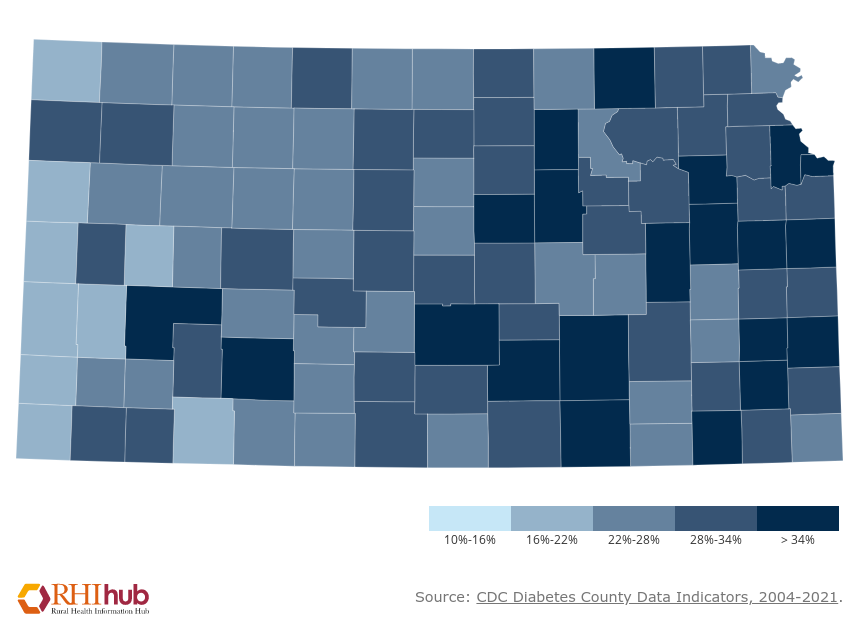 10%-16% 16%-22% 22%-28% 28%-34% > 34%
RHIhub
Rural Health Information Hub
Source: CDC Diabetes County Data Indicators, 2004-2021.